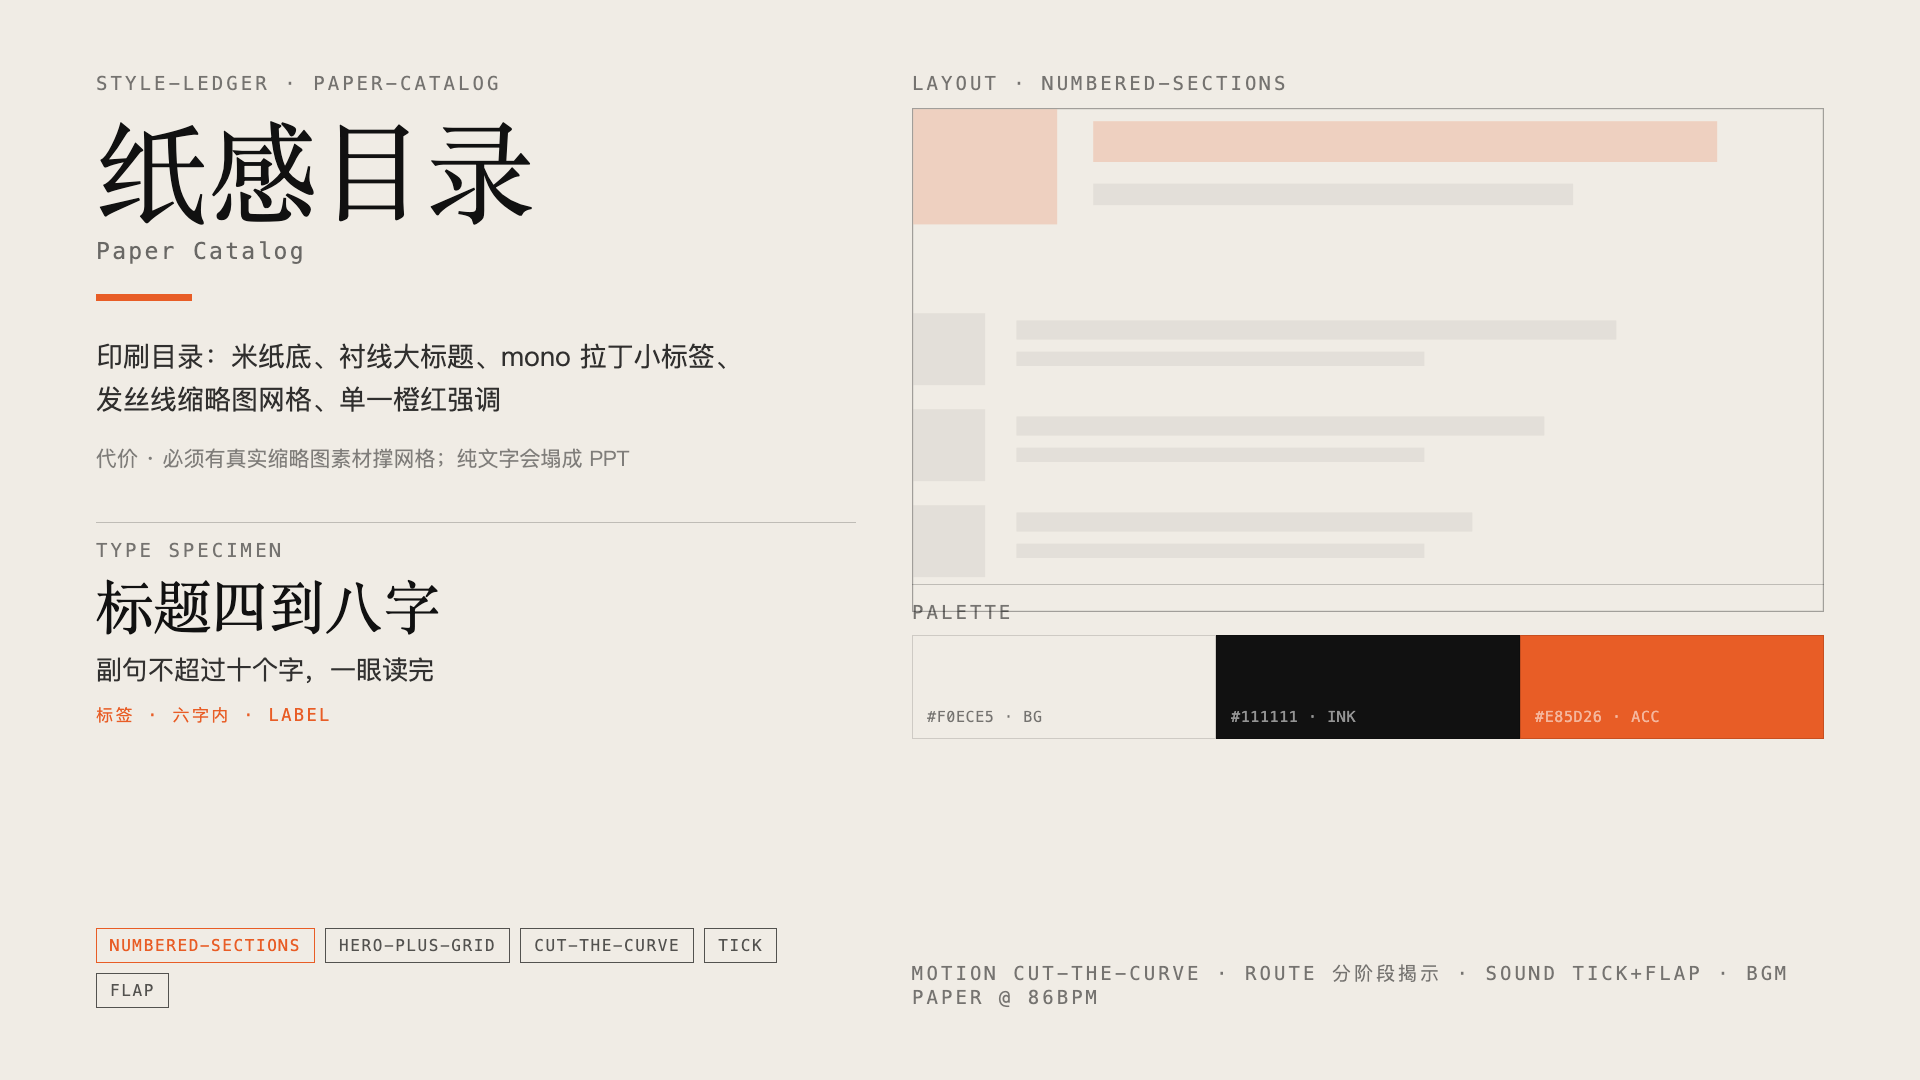 STYLE-LEDGER · PAPER-CATALOG
纸感目录
Paper Catalog
印刷目录：米纸底、衬线大标题、mono 拉丁小标签、
发丝线缩略图网格、单一橙红强调
代价 · 必须有真实缩略图素材撑网格；纯文字会塌成 PPT
TYPE SPECIMEN
标题四到八字
副句不超过十个字，一眼读完
标签 · 六字内 · LABEL
NUMBERED-SECTIONS
HERO-PLUS-GRID
CUT-THE-CURVE
TICK
FLAP
LAYOUT · NUMBERED-SECTIONS
PALETTE
#F0ECE5 · BG
#111111 · INK
#E85D26 · ACC
MOTION CUT-THE-CURVE · ROUTE 分阶段揭示 · SOUND TICK+FLAP · BGM
PAPER @ 86BPM